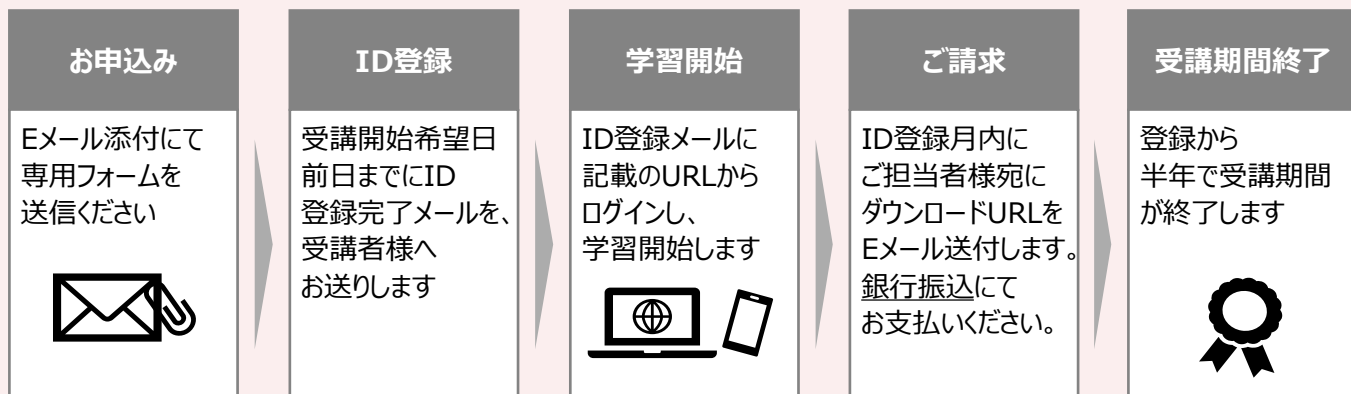 お申込み
Eメール添付にて
専用フォームを
送信ください
ID登録
受講開始希望日
前日までにID
登録完了メールを、
受講者様へ
お送りします
学習開始
ID登録メールに
記載のURLから
ログインし、
学習開始します
ご請求
ID登録月内に
ご担当者様宛に
ダウンロードURLを
Eメール送付します。
銀行振込にて
お支払いください。
受講期間終了
登録から
半年で受講期間
が終了します